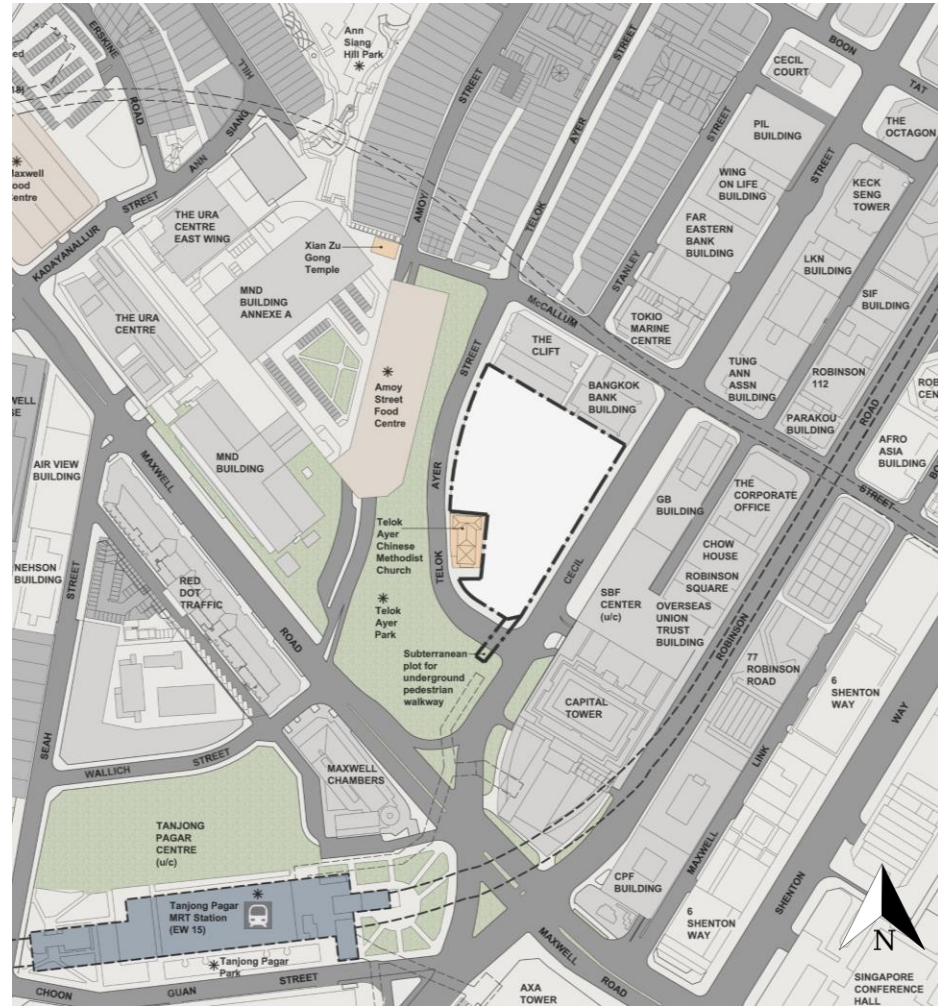 ERSKINE
ROAD
HILL
SIANG
ANN
STREET
KADAYANALLUR
Ann
Siang
Hill Park
STREET
AMOY
STREET
AYER
TELOK
STREET
STANLEY
BOON
TAT
STREET
CECIL
COURT
THE
OCTAGON
PIL
BUILDING
WING
ON LIFE
BUILDING
FAR
EASTERN
BANK
BUILDING
KECK
SENG
TOWER
LKN
BUILDING
SIF
BUILDING
Maxwell
Food
Centre
THE URA
CENTRE
EAST WING
Xian Zu
Gong
Temple
MND
BUILDING
ANNEXE A
THE URA
CENTRE
McCALLUM
STREET
TOKIO
MARINE
CENTRE
TUNG
ANN
ASSN
BUILDING
ROBINSON
112
PARAKOU
BUILDING
ROAD
AFRO
ASIA
BUILDING
THE
CLIFT
BANGKOK
BANK
BUILDING
STREET
AYER
TELOK
Amoy
Street
Food
Centre
MND
BUILDING
AIR VIEW
BUILDING
MAXWELL
ROAD
NEHSON
BUILDING
STREET
SEAH
RED
DOT
TRAFFIC
Telok
Ayer
Chinese
Methodist
Church
Telok
Ayer
Park
Subterranean
plot for
underground
pedestrian
walkway
CECIL
GB
BUILDING
THE
CORPORATE
OFFICE
CHOW
HOUSE
ROBINSON
SQUARE
SBF
CENTER
(u/c)
OVERSEAS
UNION
TRUST
BUILDING
ROBINSON
77
ROBINSON
ROAD
6
SHENTON
WAY
WAY
CAPITAL
TOWER
WALLICH
STREET
MAXWELL
CHAMBERS
TANJONG
PAGAR
CENTRE
(u/c)
LINK
MAXWELL
SHENTON
CPF
BUILDING
6
SHENTON
WAY
Tanjong Pagar
MRT Station
(EW 15)
Tanjong Pagar
Park
CHOON
GUAN
STREET
MAXWELL
ROAD
AXA
TOWER
N
SINGAPORE
CONFERENCE
HALL